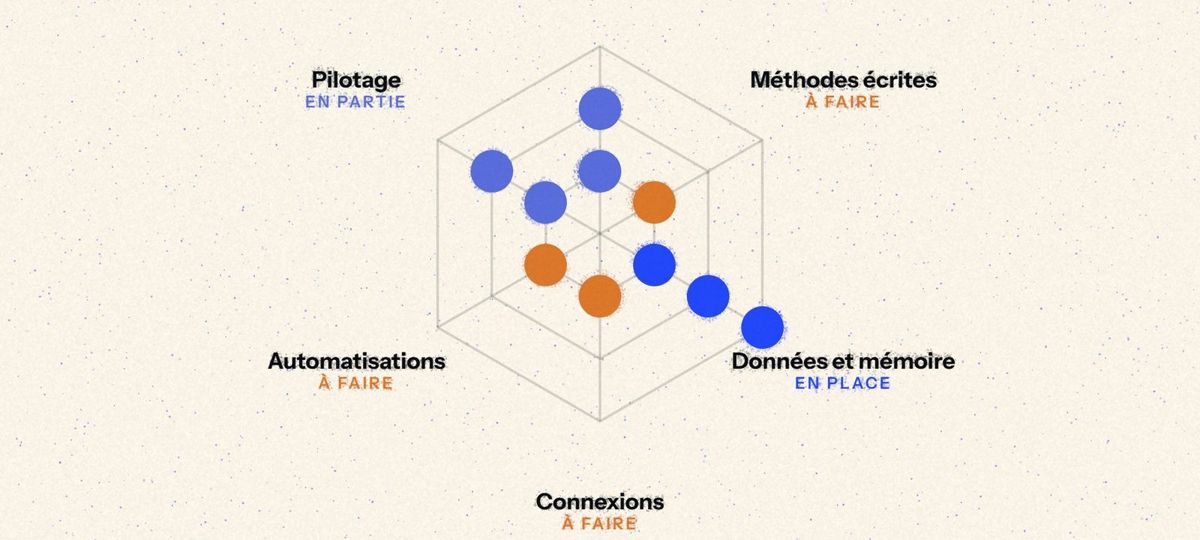 Pilotage
EN PARTIE
Méthodes écrites
À FAIRE
Automatisations
À FAIRE
Données et mémoire
EN PLACE
Connexions
À FAIRE